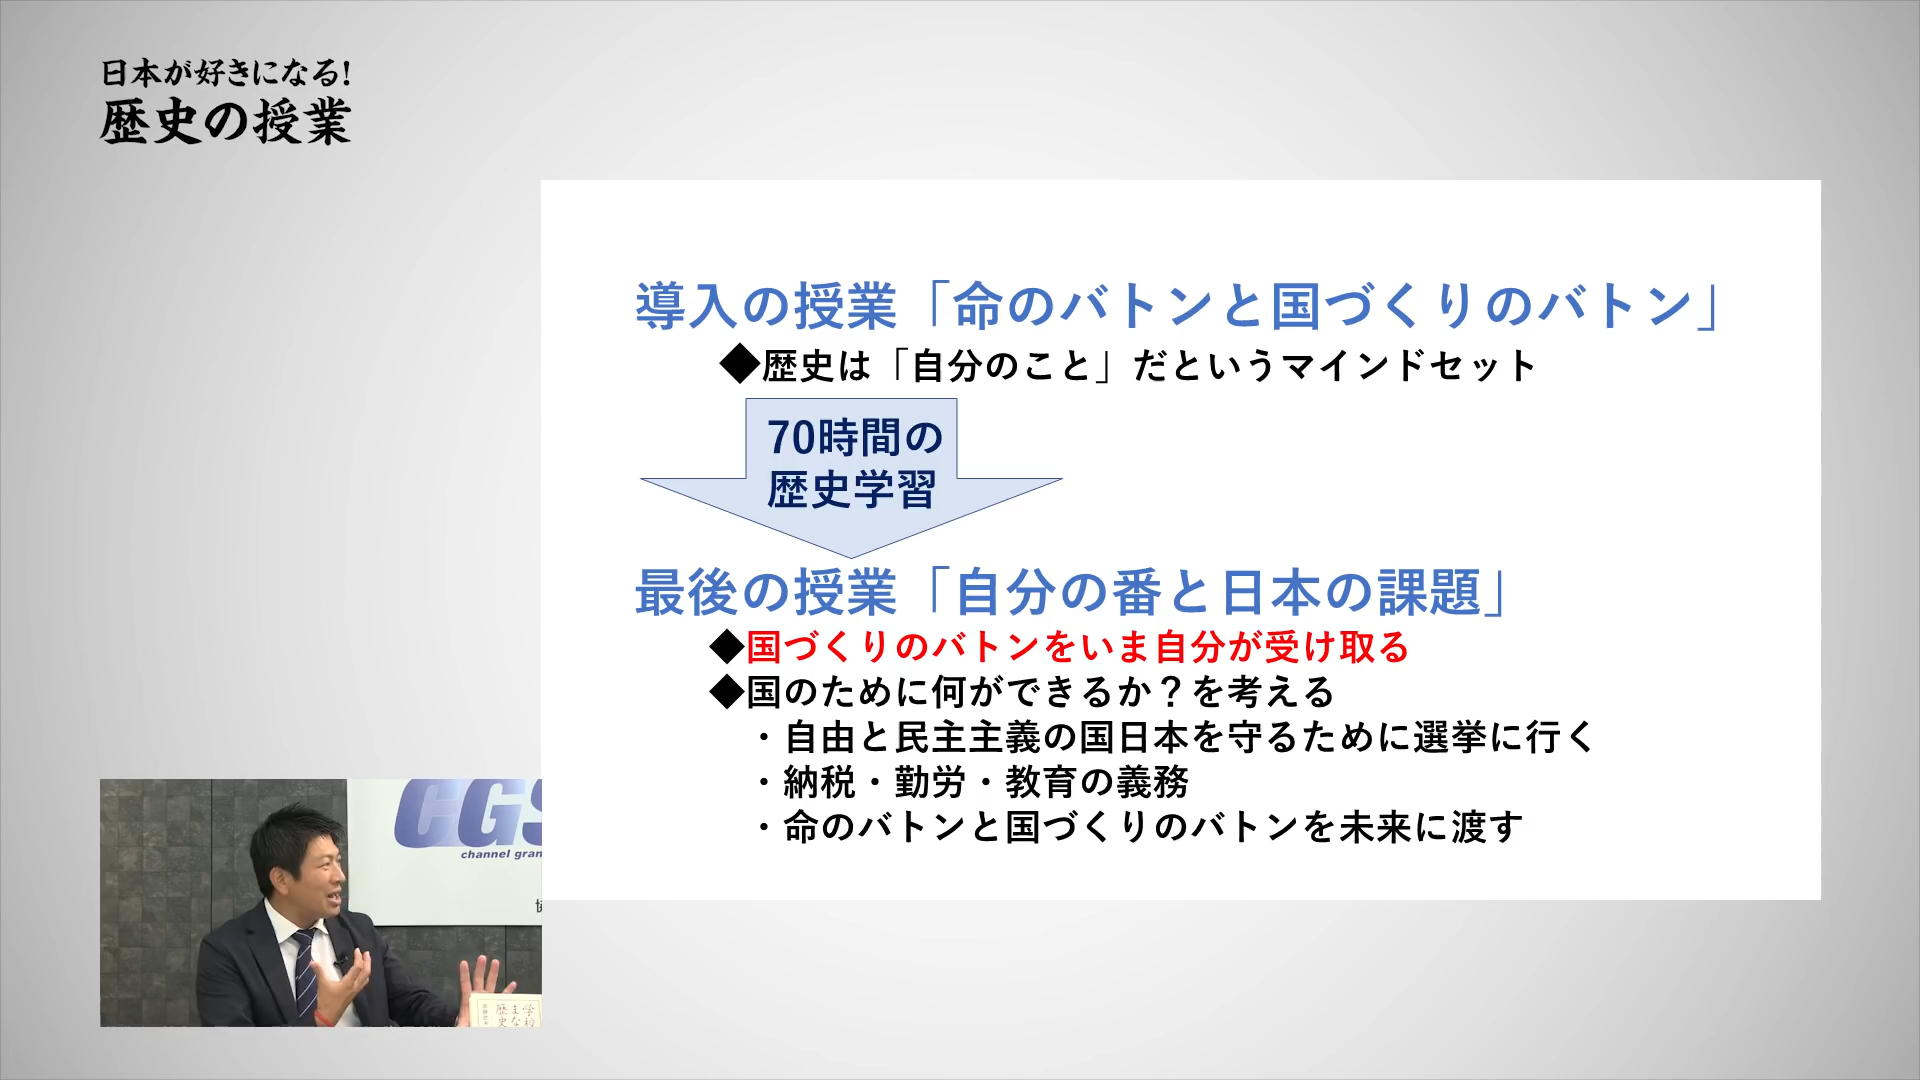 日本が好きになる!
歴史の授業
導入の授業「命のバトンと国づくりのバトン」
◆歴史は「自分のこと」だというマインドセット
70時間の
歴史学習
最後の授業「自分の番と日本の課題」
◆国づくりのバトンをいま自分が受け取る
◆国のために何ができるか？を考える
・自由と民主主義の国日本を守るために選挙に行く
・納税・勤労・教育の義務
・命のバトンと国づくりのバトンを未来に渡す
CGS
channel gran
学校
まな
歴史